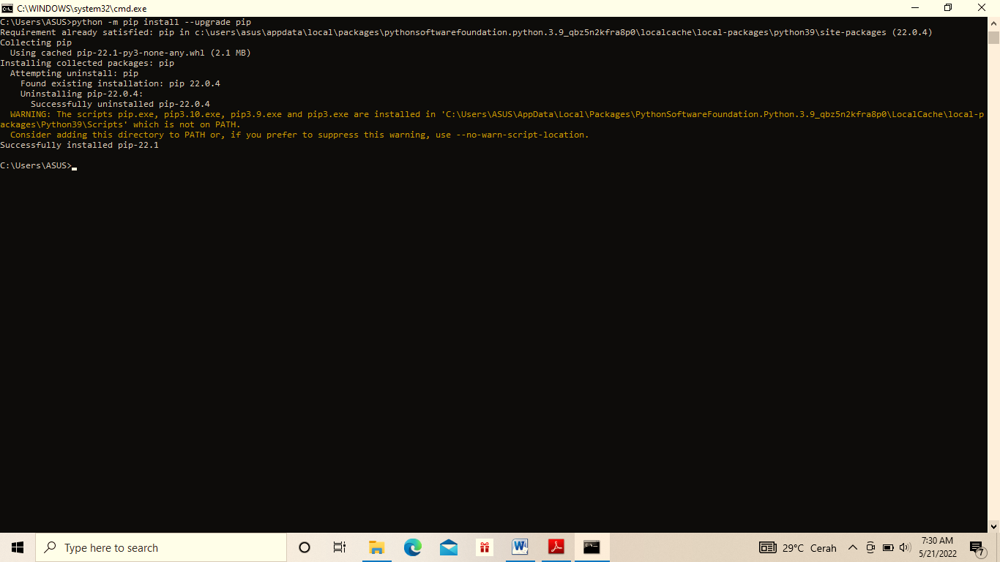 C:\WINDOWS\system32\cmd.exe
C:\Users\ASUS>python -m pip install --upgrade pip
Requirement already satisfied: pip in c:\users\asus\appdata\local\packages\pythonsoftwarefoundation.python.3.9_qbz5n2kfra8p0\localcache\local-packages\python39\site-packages (22.0.4)
Collecting pip
  Using cached pip-22.1-py3-none-any.whl (2.1 MB)
Installing collected packages: pip
  Attempting uninstall: pip
    Found existing installation: pip 22.0.4
    Uninstalling pip-22.0.4:
      Successfully uninstalled pip-22.0.4
  WARNING: The scripts pip.exe, pip3.10.exe, pip3.9.exe and pip3.exe are installed in 'C:\Users\ASUS\AppData\Local\Packages\PythonSoftwareFoundation.Python.3.9_qbz5n2kfra8p0\LocalCache\local-p
ackages\Python39\Scripts' which is not on PATH.
  Consider adding this directory to PATH or, if you prefer to suppress this warning, use --no-warn-script-location.
Successfully installed pip-22.1
C:\Users\ASUS>
Type here to search
29°C Cerah
7:30 AM
5/21/2022
7